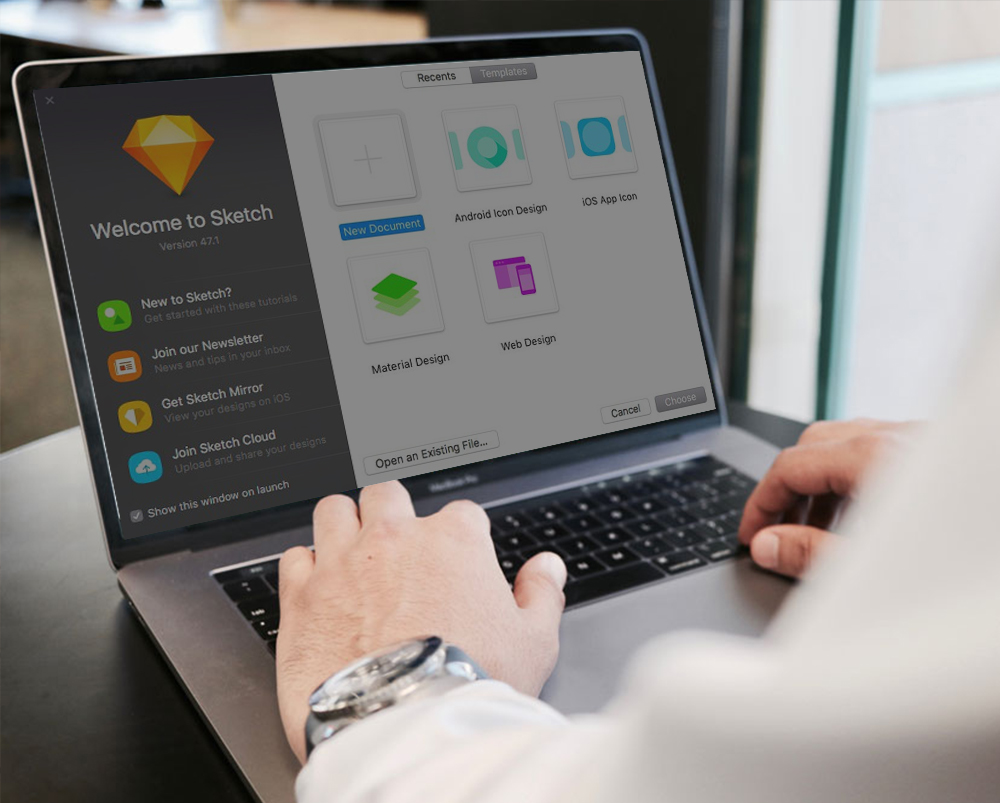 Recents
Templates
Welcome to Sketch
Version 47.1
New to Sketch?
Get started with these tutorials
Join our Newsletter
News and tips in your inbox
Get Sketch Mirror
View your designs on iOS
Join Sketch Cloud
Upload and share your designs
Show this window on launch
New Document
Android Icon Design
iOS App Icon
Material Design
Web Design
Open an Existing File...
Cancel
Choose
MacBook Pro